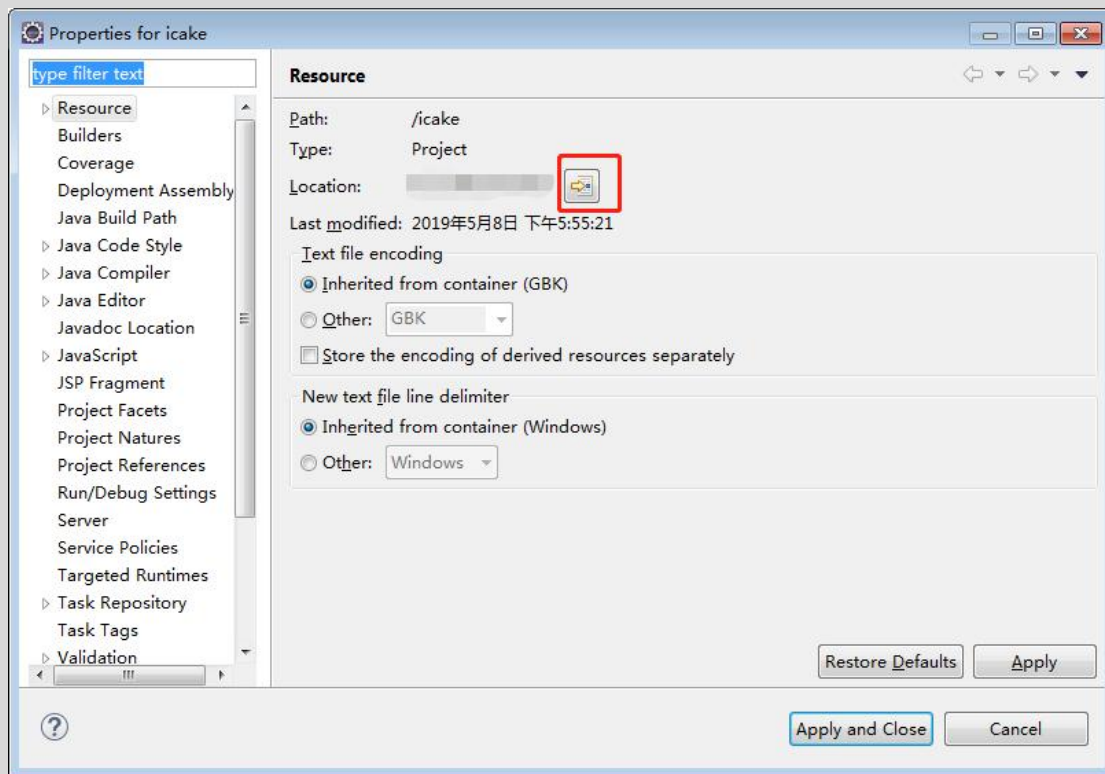 Properties for icake
type filter text
Resource
Builders
Coverage
Deployment Assembly
Java Build Path
Java Code Style
Java Compiler
Java Editor
Javadoc Location
JavaScript
JSP Fragment
Project Facets
Project Natures
Project References
Run/Debug Settings
Server
Service Policies
Targeted Runtimes
Task Repository
Task Tags
Validation
Resource
Path: /icake
Type: Project
Location:
Last modified: 2019年5月8日 下午5:55:21
Text file encoding
Inherited from container (GBK)
Other: GBK
Store the encoding of derived resources separately
New text file line delimiter
Inherited from container (Windows)
Other: Windows
Restore Defaults Apply
? Apply and Close Cancel